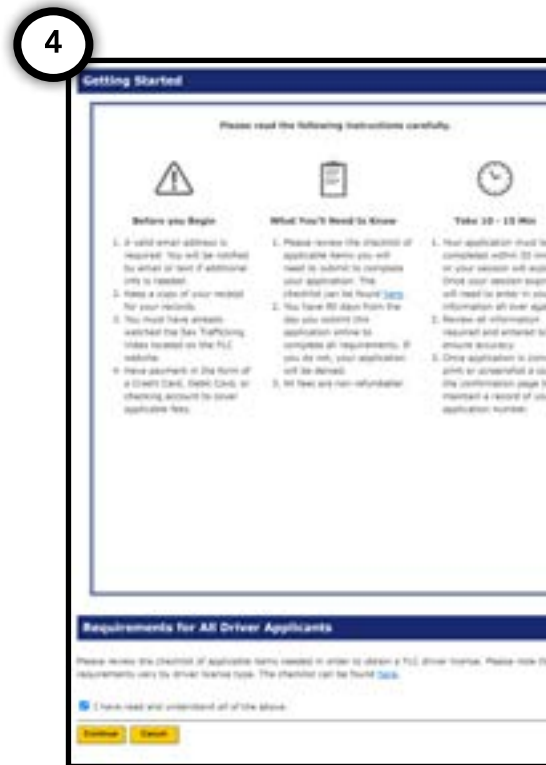 4
Getting Started
Please read the following instructions carefully.
Before you Begin
1. A valid email address is
required. You will be notified
by email or text if additional
info is needed.
2. Keep a copy of your receipt
for your records.
3. You must have already
watched the Sex Trafficking
Video located on the TLC
website.
4. Have payment in the form of
a Credit Card, Debit Card, or
checking account to cover
applicable fees.
What You'll Need to Know
1. Please review the checklist of
applicable items you will
need to submit to complete
your application. The
checklist can be found here.
2. You have 90 days from the
day you submit this
application online to
complete all requirements. If
you do not, your application
will be denied.
3. All fees are non-refundable.
Take 10 - 15 Min
1. Your application must be
completed within
or your session will
Once your session
will need to enter in
information all over
2. Review all information
required and entered to
ensure accuracy.
3. Once application is
print or screenshot a
the confirmation page
maintain a record of
application number.
Requirements for All Driver Applicants
Please review the checklist of applicable items needed in order to obtain a TLC driver license. Please note
requirements vary by driver license type. The checklist can be found here.
I have read and understand all of the above.
Continue Cancel